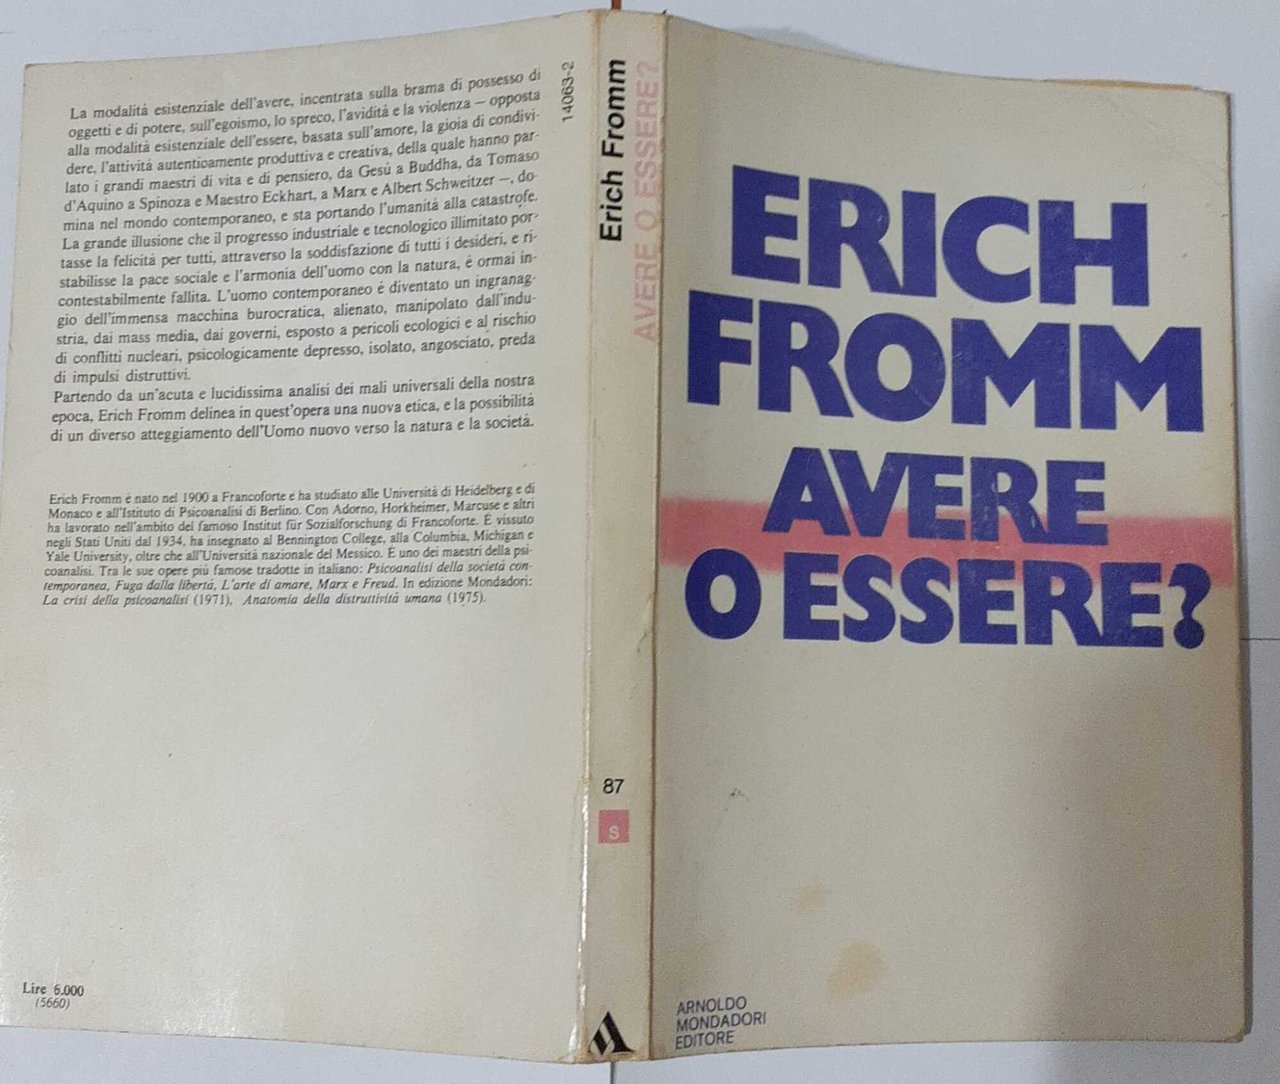 La modalità esistenziale dell'avere, incentrata sulla brama di possesso di
oggetti e di potere, sull'egoismo, lo spreco, l'avidità e la violenza — opposta
alla modalità esistenziale dell'essere, basata sull'amore, la gioia di condivi-
dere, l'attività autenticamente produttiva e creativa, della quale hanno par-
lato i grandi maestri di vita e di pensiero, da Gesù a Buddha, da Tomaso
d'Aquino a Spinoza e Maestro Eckhart, a Marx e Albert Schweitzer —, do-
mina nel mondo contemporaneo, e sta portando l'umanità alla catastrofe.
La grande illusione che il progresso industriale e tecnologico illimitato por-
tasse la felicità per tutti, attraverso la soddisfazione di tutti i desideri, e ri-
stabilisse la pace sociale e l'armonia dell'uomo con la natura, è ormai in-
contestabilmente fallita. L'uomo contemporaneo è diventato un ingranag-
gio dell'immensa macchina burocratica, alienato, manipolato dall'indu-
stria, dai mass media, dai governi, esposto a pericoli ecologici e al rischio
di conflitti nucleari, psicologicamente depresso, isolato, angosciato, preda
di impulsi distruttivi.
Partendo da un'acuta e lucidissima analisi dei mali universali della nostra
epoca, Erich Fromm delinea in quest'opera una nuova etica, e la possibilità
di un diverso atteggiamento dell'Uomo nuovo verso la natura e la società.
Erich Fromm è nato nel 1900 a Francoforte e ha studiato alle Università di Heidelberg e di
Monaco e all'Istituto di Psicoanalisi di Berlino. Con Adorno, Horkheimer, Marcuse e altri
ha lavorato nell'ambito del famoso Institut für Sozialforschung di Francoforte. È vissuto
negli Stati Uniti dal 1934, ha insegnato al Bennington College, alla Columbia, Michigan e
Yale University, oltre che all'Università nazionale del Messico. È uno dei maestri della psi-
coanalisi. Tra le sue opere più famose tradotte in italiano: Psicoanalisi della società con-
temporanea, Fuga dalla libertà, L'arte di amare, Marx e Freud. In edizione Mondadori:
La crisi della psicoanalisi (1971), Anatomia della distruttività umana (1975).
Lire 6.000
(5660)
14063-2
Erich Fromm
AVERE O ESSERE?
87
S
ERICH
FROMM
AVERE
O ESSERE?
ARNOLDO
MONDADORI
EDITORE